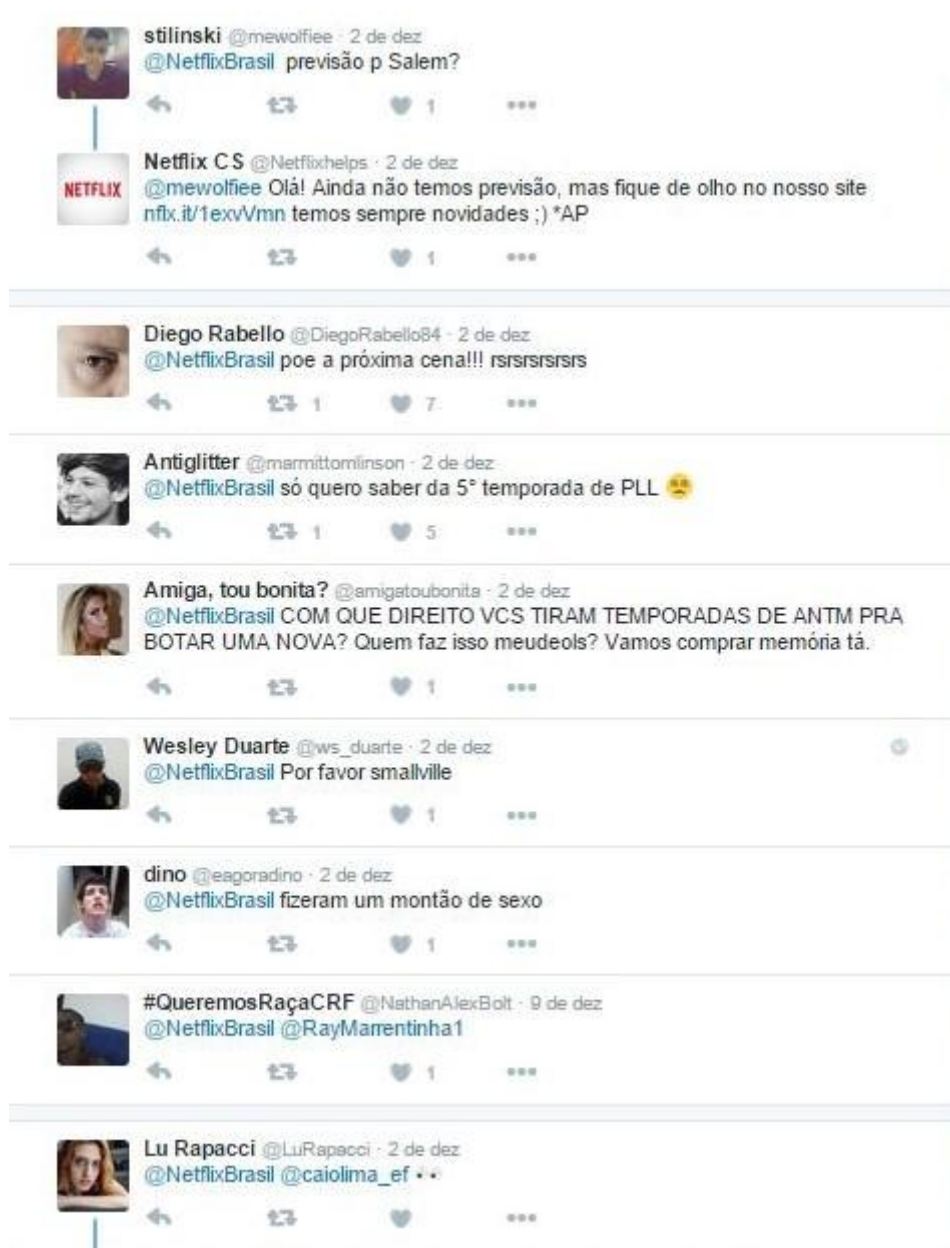 stilinski @mewolfiee · 2 de dez
@NetflixBrasil previsão p Salem?
1
Netflix CS @Netflixhelps · 2 de dez
NETFLIX
@mewolfiee Olá! Ainda não temos previsão, mas fique de olho no nosso site
nflx.it/1exvVmn temos sempre novidades ;) *AP
1
Diego Rabello @DiegoRabello84 · 2 de dez
@NetflixBrasil poe a próxima cena!!! rsrsrsrsrsrs
1 7
Antiglitter @marmittomlinson · 2 de dez
@NetflixBrasil só quero saber da 5° temporada de PLL
1 5
Amiga, tou bonita? @amigatoubonita · 2 de dez
@NetflixBrasil COM QUE DIREITO VCS TIRAM TEMPORADAS DE ANTM PRA
BOTAR UMA NOVA? Quem faz isso meudeols? Vamos comprar memória tá.
1
Wesley Duarte @ws_duarte · 2 de dez
@NetflixBrasil Por favor smallville
1
dino @eagoradino · 2 de dez
@NetflixBrasil fizeram um montão de sexo
1
#QueremosRaçaCRF @NathanAlexBolt · 9 de dez
@NetflixBrasil @RayMarrentinha1
1
Lu Rapacci @LuRapacci · 2 de dez
@NetflixBrasil @caiolima_ef